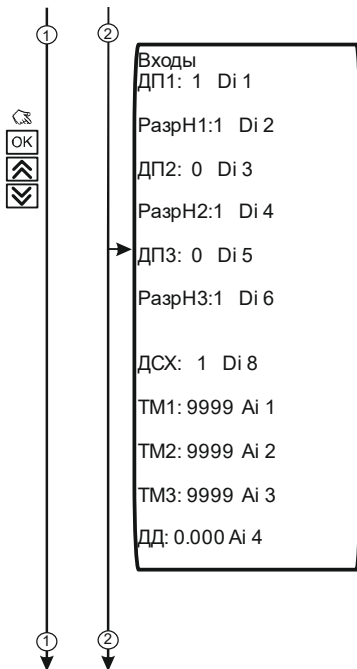 1 2
Входы
ДП1: 1 Di 1
РазрН1:1 Di 2
OK
ДП2: 0 Di 3
РазрН2:1 Di 4
ДП3: 0 Di 5
РазрН3:1 Di 6
ДСХ: 1 Di 8
ТМ1: 9999 Ai 1
ТМ2: 9999 Ai 2
ТМ3: 9999 Ai 3
ДД: 0.000 Ai 4
1 2